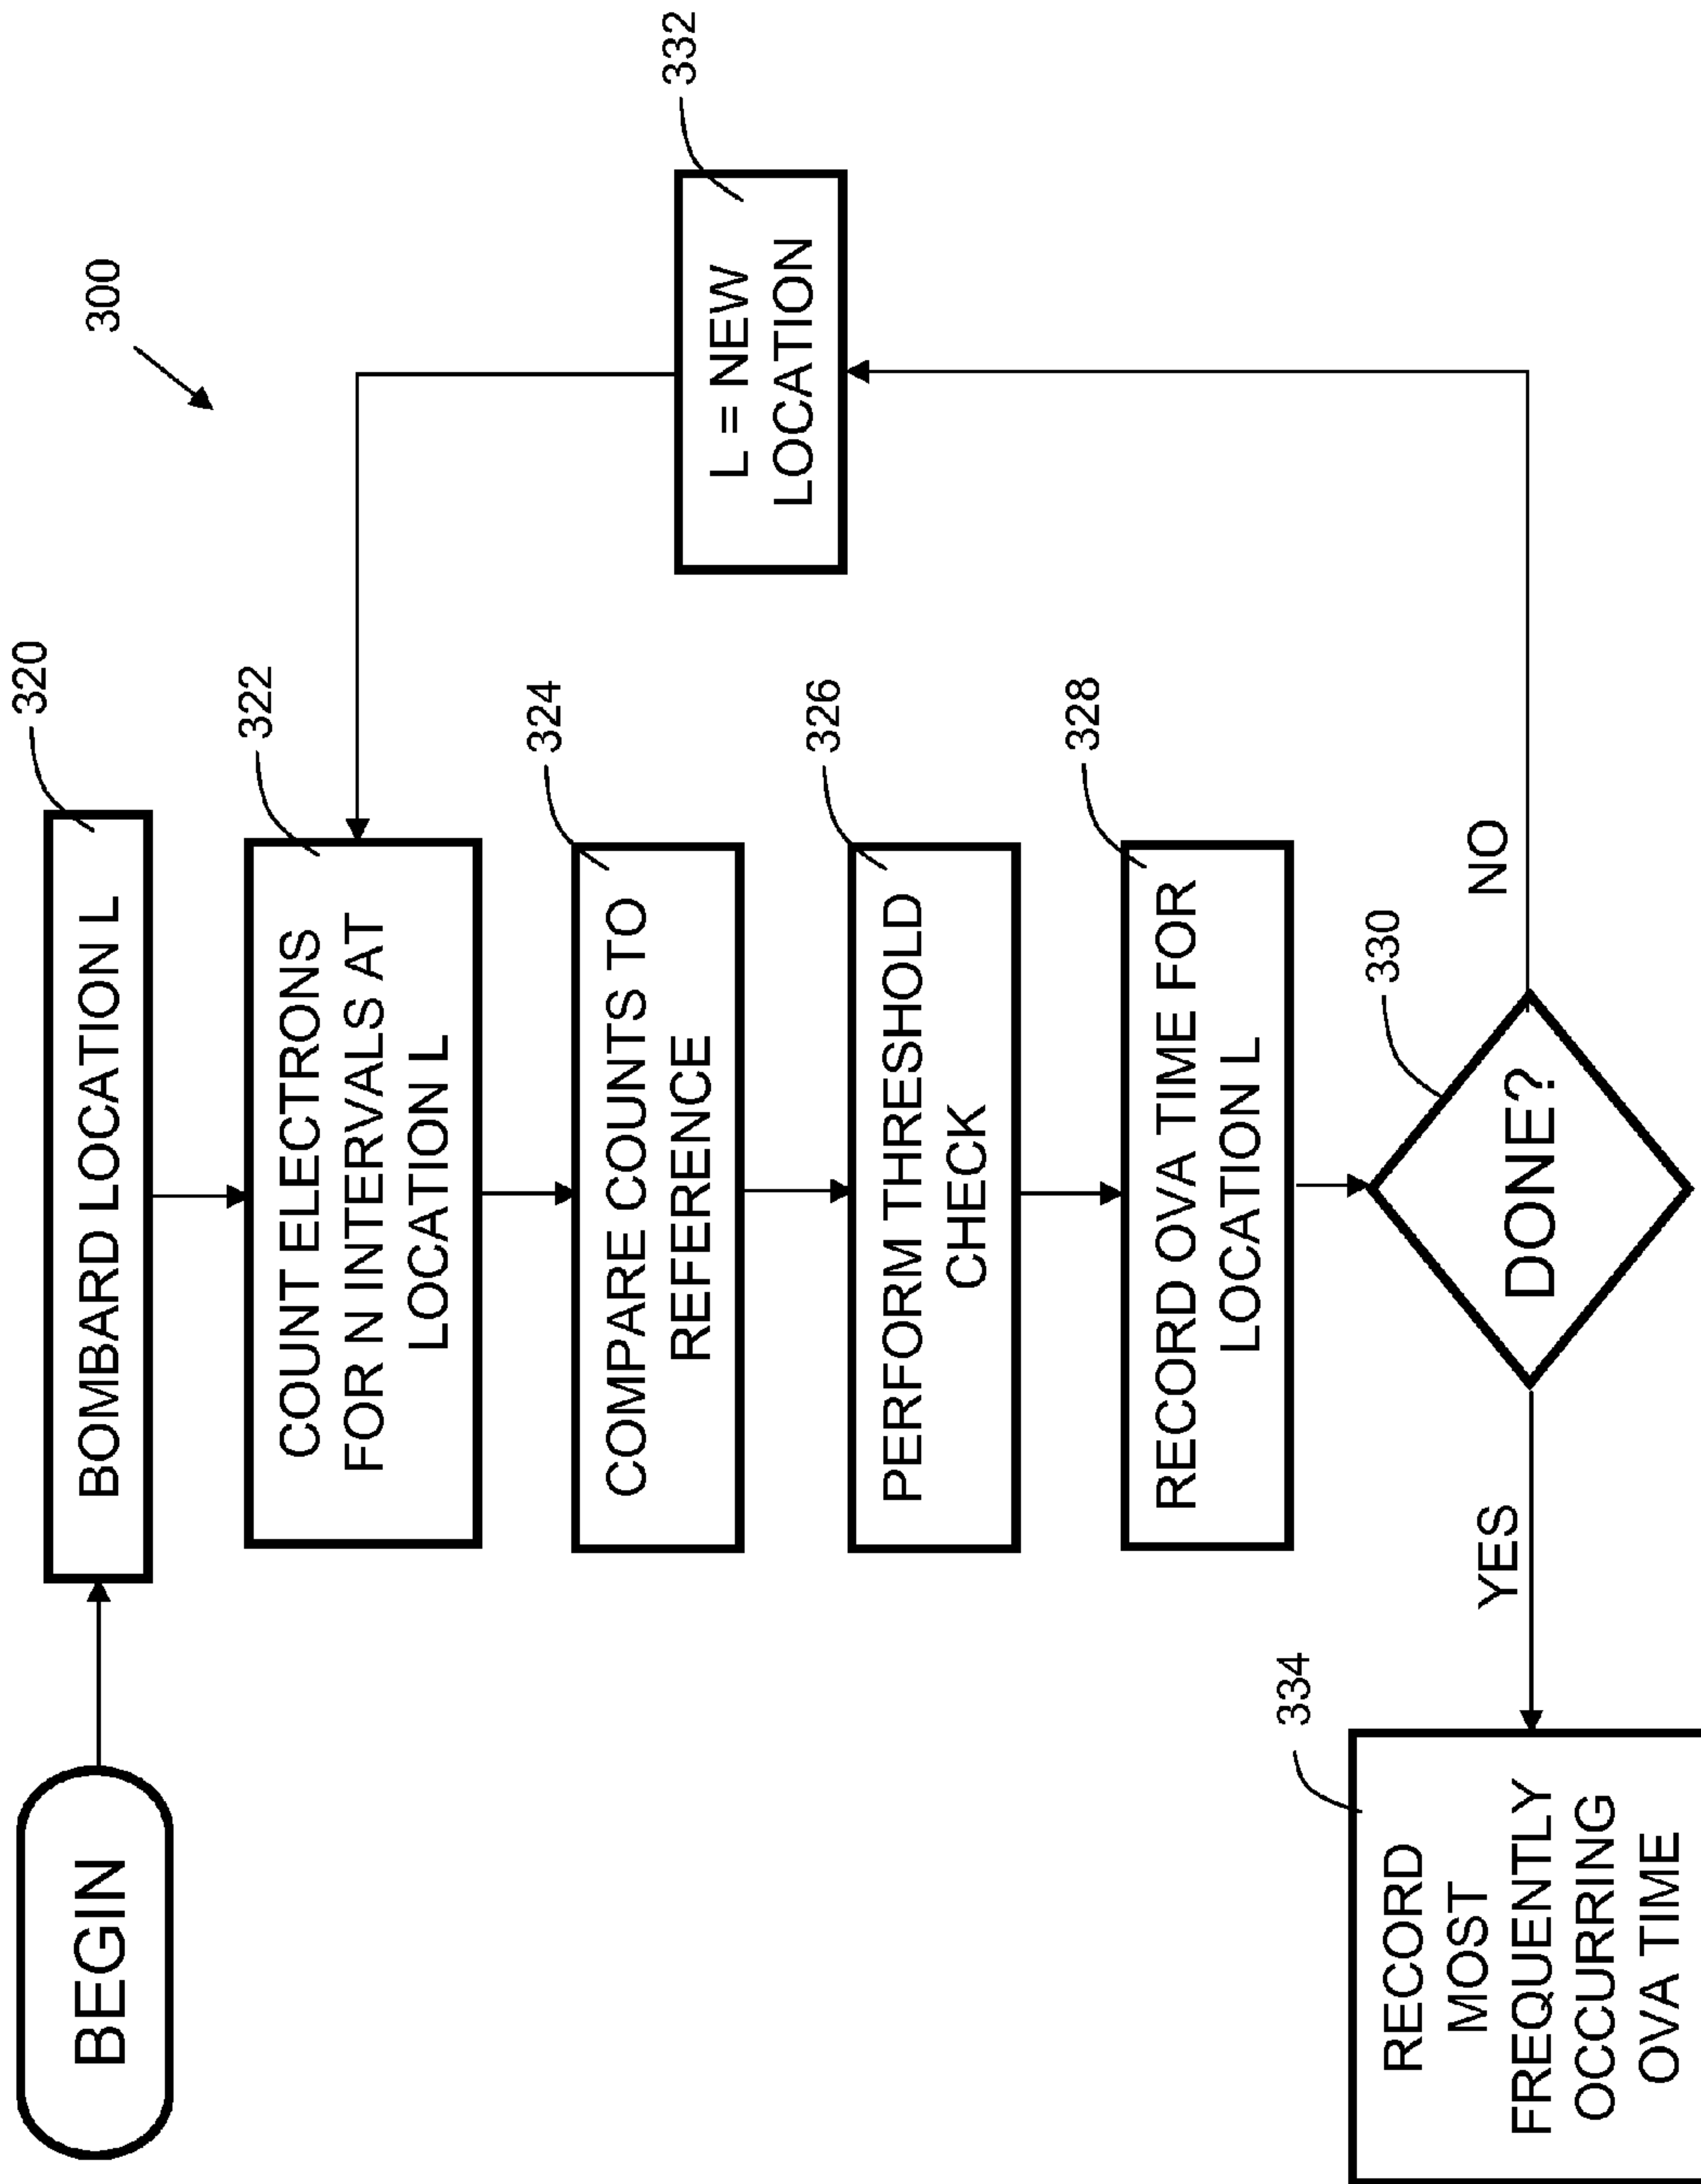 300
BEGIN
320
BOMBARD LOCATION L
322
COUNT ELECTRONS
FOR N INTERVALS AT
LOCATION L
324
COMPARE COUNTS TO
REFERENCE
326
PERFORM THRESHOLD
CHECK
328
RECORD OVA TIME FOR
LOCATION L
330
DONE?
NO
332
L = NEW
LOCATION
YES
334
RECORD
MOST
FREQUENTLY
OCCURRING
OVA TIME